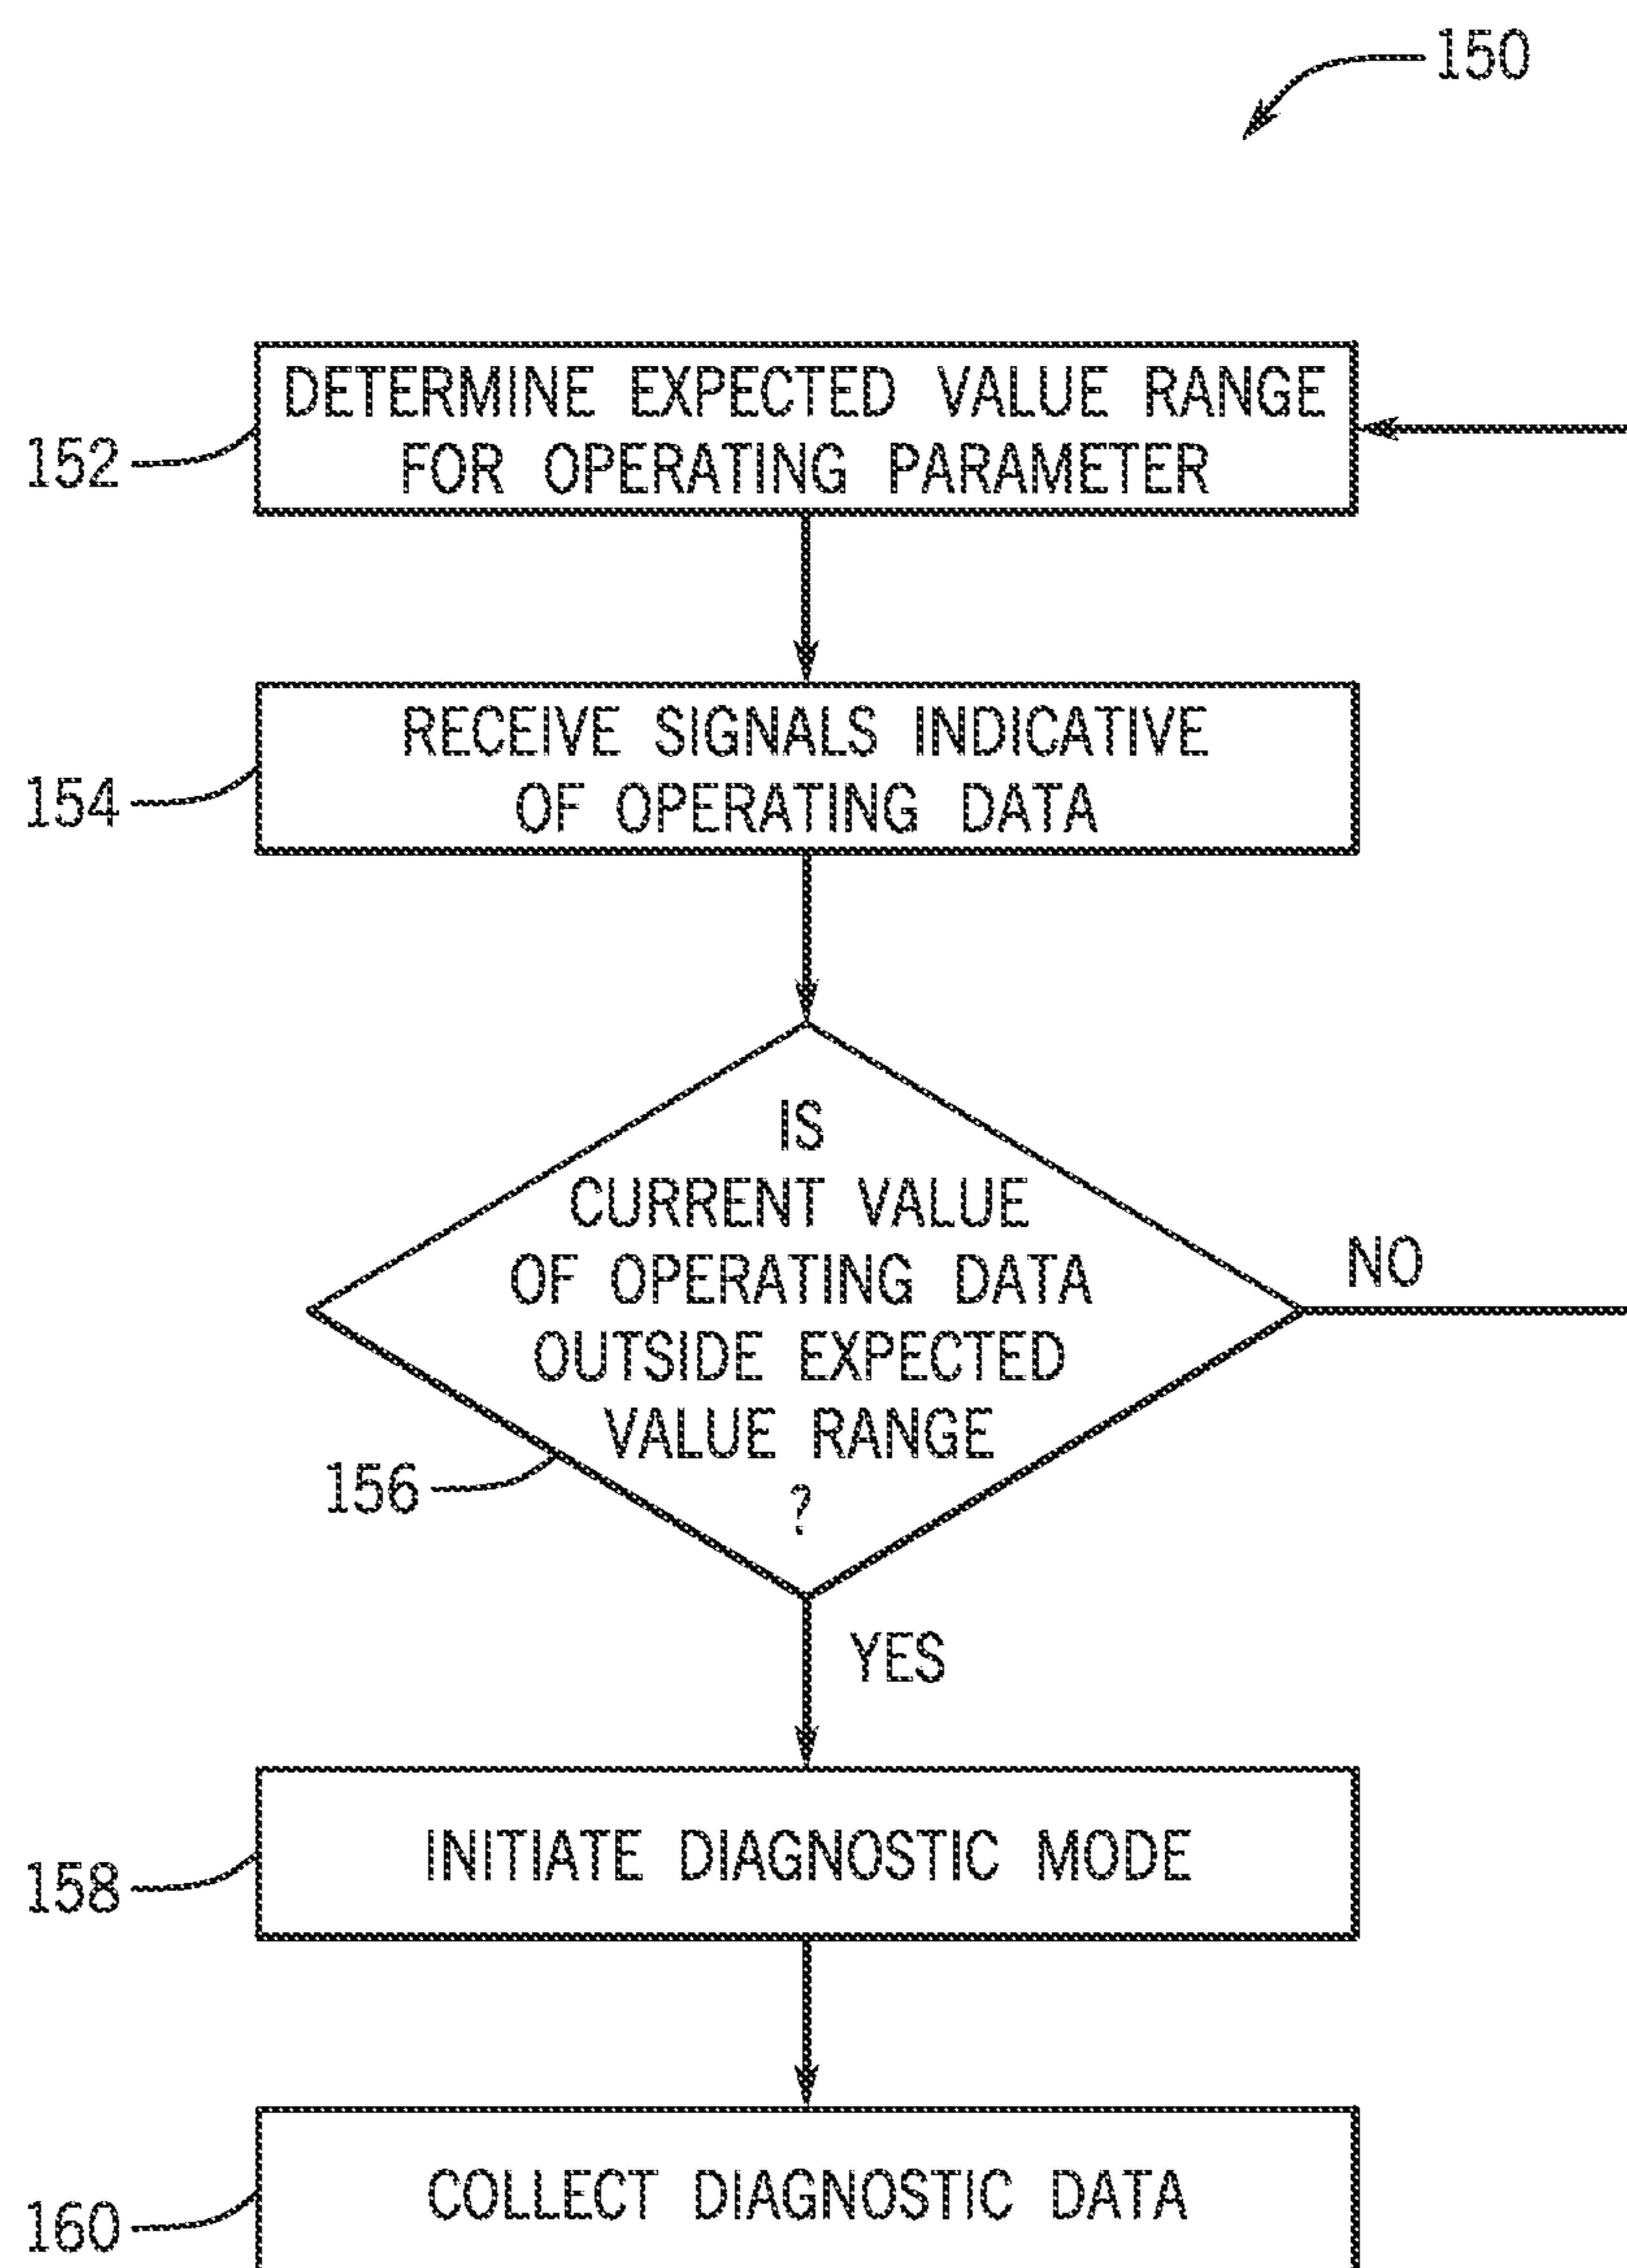 150
DETERMINE EXPECTED VALUE RANGE
FOR OPERATING PARAMETER
152
RECEIVE SIGNALS INDICATIVE
OF OPERATING DATA
154
IS
CURRENT VALUE
OF OPERATING DATA
OUTSIDE EXPECTED
VALUE RANGE
?
NO
156
YES
INITIATE DIAGNOSTIC MODE
158
COLLECT DIAGNOSTIC DATA
160